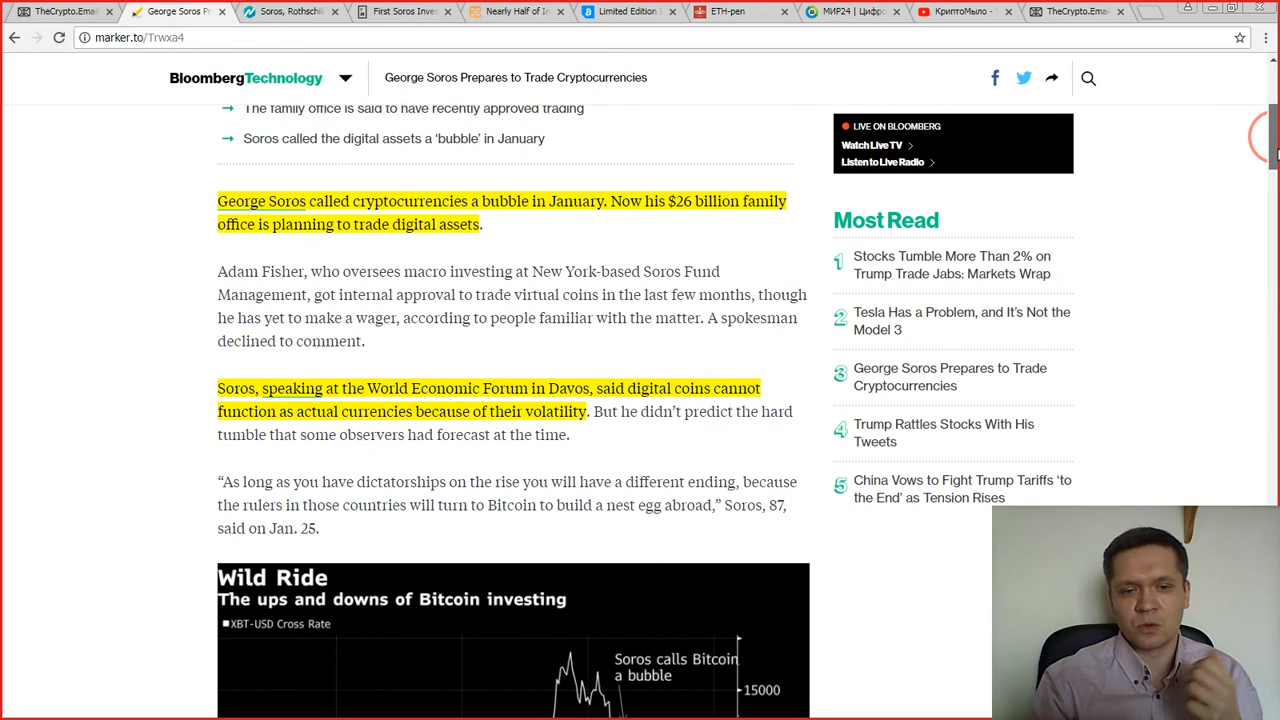 TheCrypto.Email
George Soros Pr
Soros, Rothschil
First Soros Inve
Nearly Half of In
Limited Edition
ETH-pen
МИР24 | Цифро
КриптоМыло - T
TheCrypto.Email
marker.to/Trwxa4
BloombergTechnology
George Soros Prepares to Trade Cryptocurrencies
→ The family office is said to have recently approved trading
→ Soros called the digital assets a ‘bubble’ in January
George Soros called cryptocurrencies a bubble in January. Now his $26 billion family
office is planning to trade digital assets.
Adam Fisher, who oversees macro investing at New York-based Soros Fund
Management, got internal approval to trade virtual coins in the last few months, though
he has yet to make a wager, according to people familiar with the matter. A spokesman
declined to comment.
Soros, speaking at the World Economic Forum in Davos, said digital coins cannot
function as actual currencies because of their volatility. But he didn’t predict the hard
tumble that some observers had forecast at the time.
“As long as you have dictatorships on the rise you will have a different ending, because
the rulers in those countries will turn to Bitcoin to build a nest egg abroad,” Soros, 87,
said on Jan. 25.
Wild Ride
The ups and downs of Bitcoin investing
XBT-USD Cross Rate
Soros calls Bitcoin
a bubble
15000
LIVE ON BLOOMBERG
Watch Live TV
Listen to Live Radio
Most Read
1 Stocks Tumble More Than 2% on
Trump Trade Jabs: Markets Wrap
2 Tesla Has a Problem, and It’s Not the
Model 3
3 George Soros Prepares to Trade
Cryptocurrencies
4 Trump Rattles Stocks With His
Tweets
5 China Vows to Fight Trump Tariffs ‘to
the End’ as Tension Rises